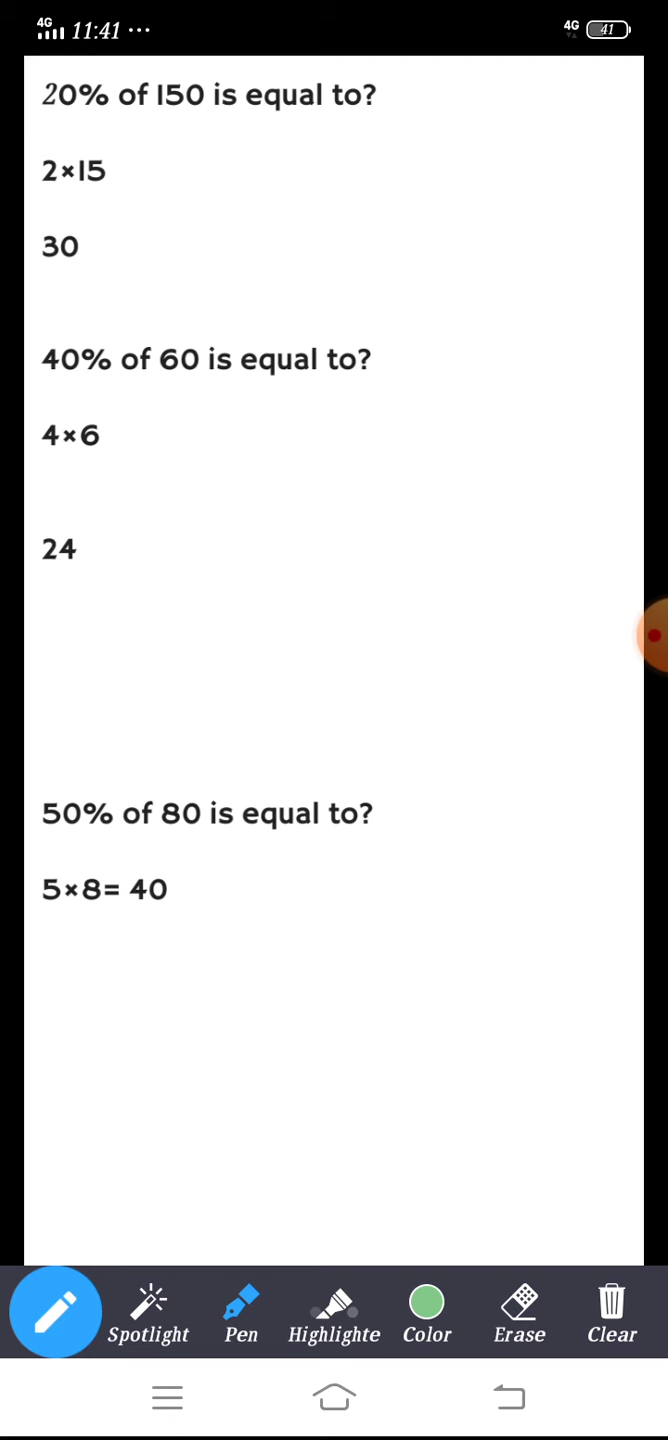 4G 11:41 ... 4G 41
20% of 150 is equal to?
2×15
30
40% of 60 is equal to?
4×6
24
50% of 80 is equal to?
5×8= 40
Spotlight Pen Highlighte Color Erase Clear